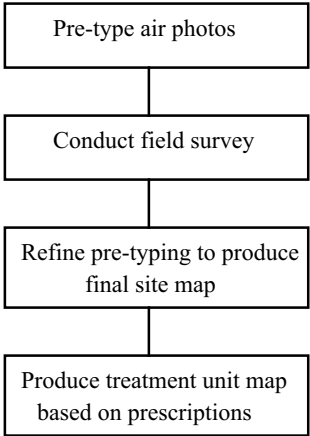 Pre-type air photos
Conduct field survey
Refine pre-typing to produce
final site map
Produce treatment unit map
based on prescriptions